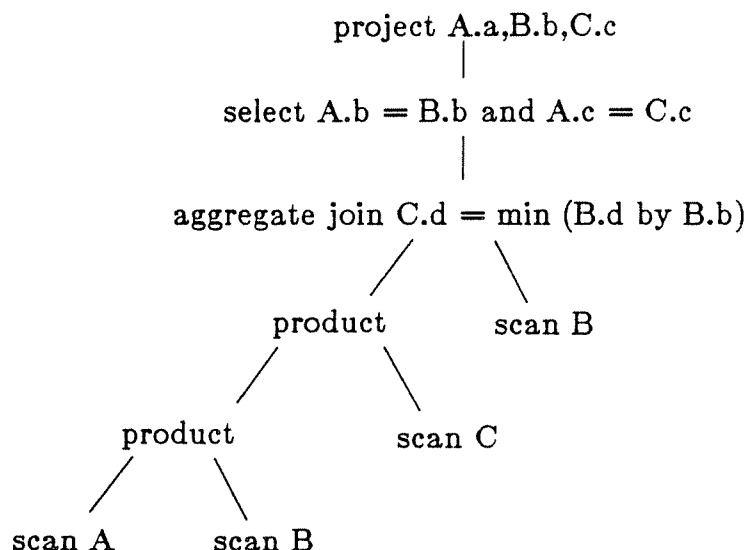 project A.a,B.b,C.c
select A.b = B.b and A.c = C.c
aggregate join C.d = min (B.d by B.b)
product scan B
product scan C
scan A scan B